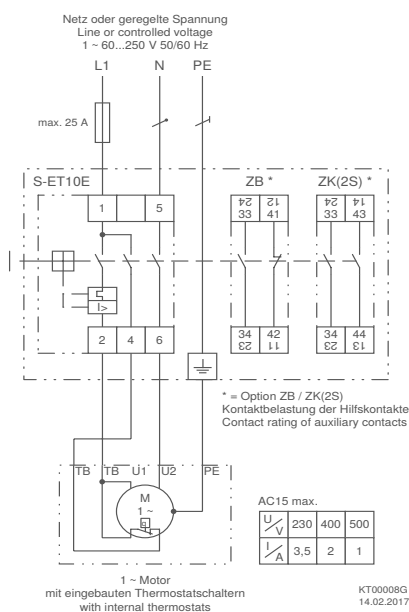 Netz oder geregelte Spannung
Line or controlled voltage
1 ~ 60...250 V 50/60 Hz
L1 N PE
max. 25 A
S-ET10E ZB * ZK(2S) *
1 5
24 12
33 41
24 14
33 43
I>
2 4 6
34 42
23 11
34 44
23 13
* = Option ZB / ZK(2S)
Kontaktbelastung der Hilfskontakte
Contact rating of auxiliary contacts
TB TB U1 U2 PE
M
1 ~
AC15 max.
U/V 230 400 500
I/A 3,5 2 1
1 ~ Motor
mit eingebauten Thermostatschaltern
with internal thermostats
KT00008G
14.02.2017